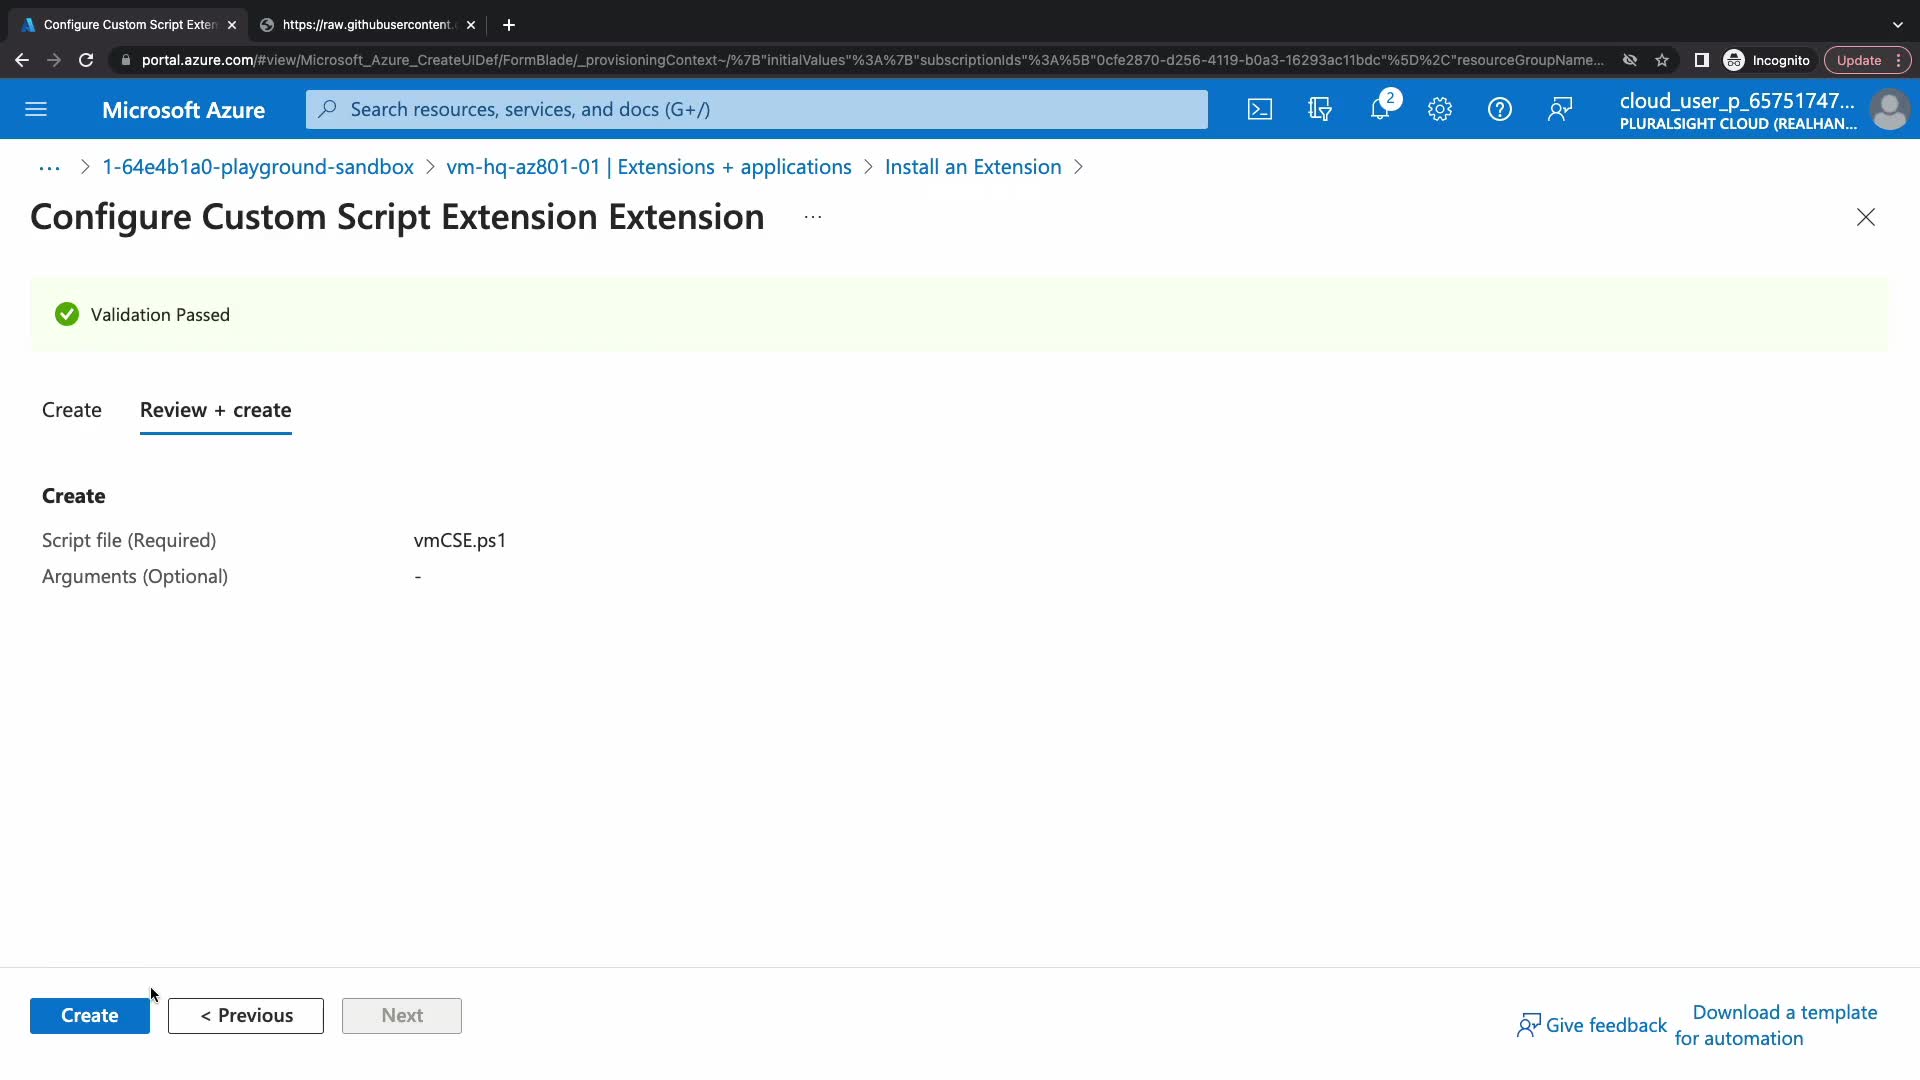 Configure Custom Script Exten
https://raw.githubusercontent.c
portal.azure.com/#view/Microsoft_Azure_CreateUIDef/FormBlade/_provisioningContext~/%7B"initialValues"%3A%7B"subscriptionIds"%3A%5B"0cfe2870-d256-4119-b0a3-16293ac11bdc"%5D%2C"resourceGroupName...
Incognito
Update
Microsoft Azure
Search resources, services, and docs (G+/)
2
cloud_user_p_65751747...
PLURALSIGHT CLOUD (REALHAN...
... > 1-64e4b1a0-playground-sandbox > vm-hq-az801-01 | Extensions + applications > Install an Extension >
Configure Custom Script Extension Extension ...
Validation Passed
Create
Review + create
Create
Script file (Required) vmCSE.ps1
Arguments (Optional) -
Create
< Previous
Next
Give feedback
Download a template
for automation